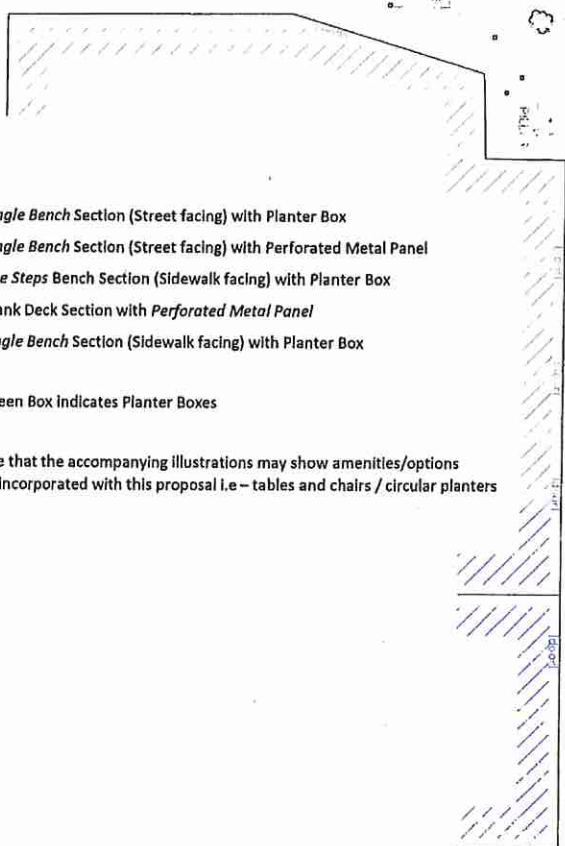 ngle Bench Section (Street facing) with Planter Box
ngle Bench Section (Street facing) with Perforated Metal Panel
e Steps Bench Section (Sidewalk facing) with Planter Box
ank Deck Section with Perforated Metal Panel
ngle Bench Section (Sidewalk facing) with Planter Box
een Box indicates Planter Boxes
e that the accompanying illustrations may show amenities/options
incorporated with this proposal i.e – tables and chairs / circular planters